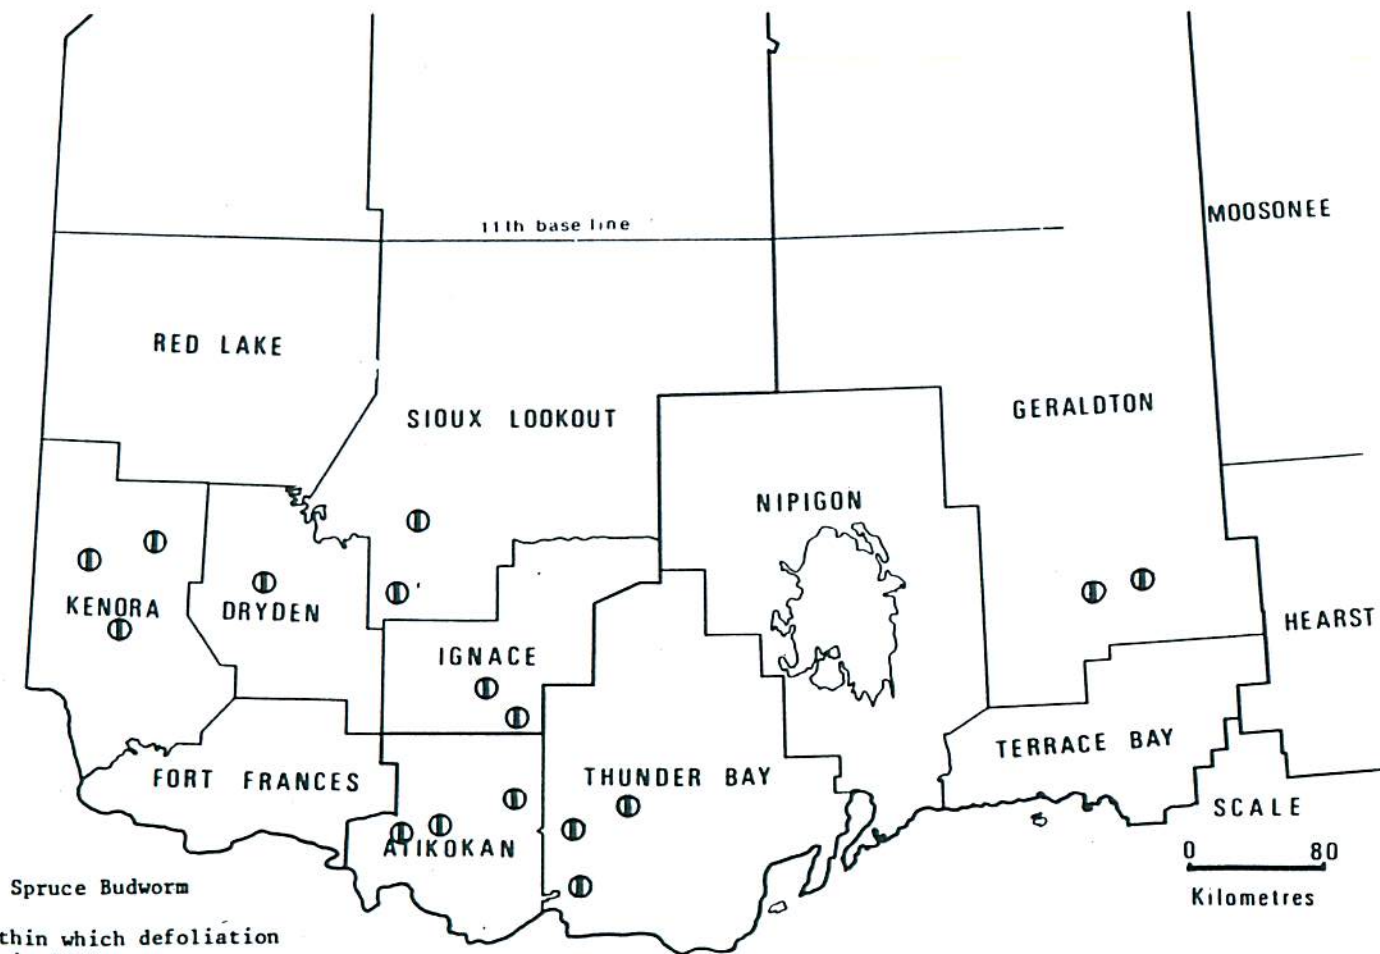 11th base line
MOOSONEE
RED LAKE
SIOUX LOOKOUT
GERALDTON
NIPIGON
KENORA
DRYDEN
HEARST
IGNACE
TERRACE BAY
FORT FRANCES
THUNDER BAY
ATIKOKAN
SCALE
0 80
Kilometres
Spruce Budworm
thin which defoliation